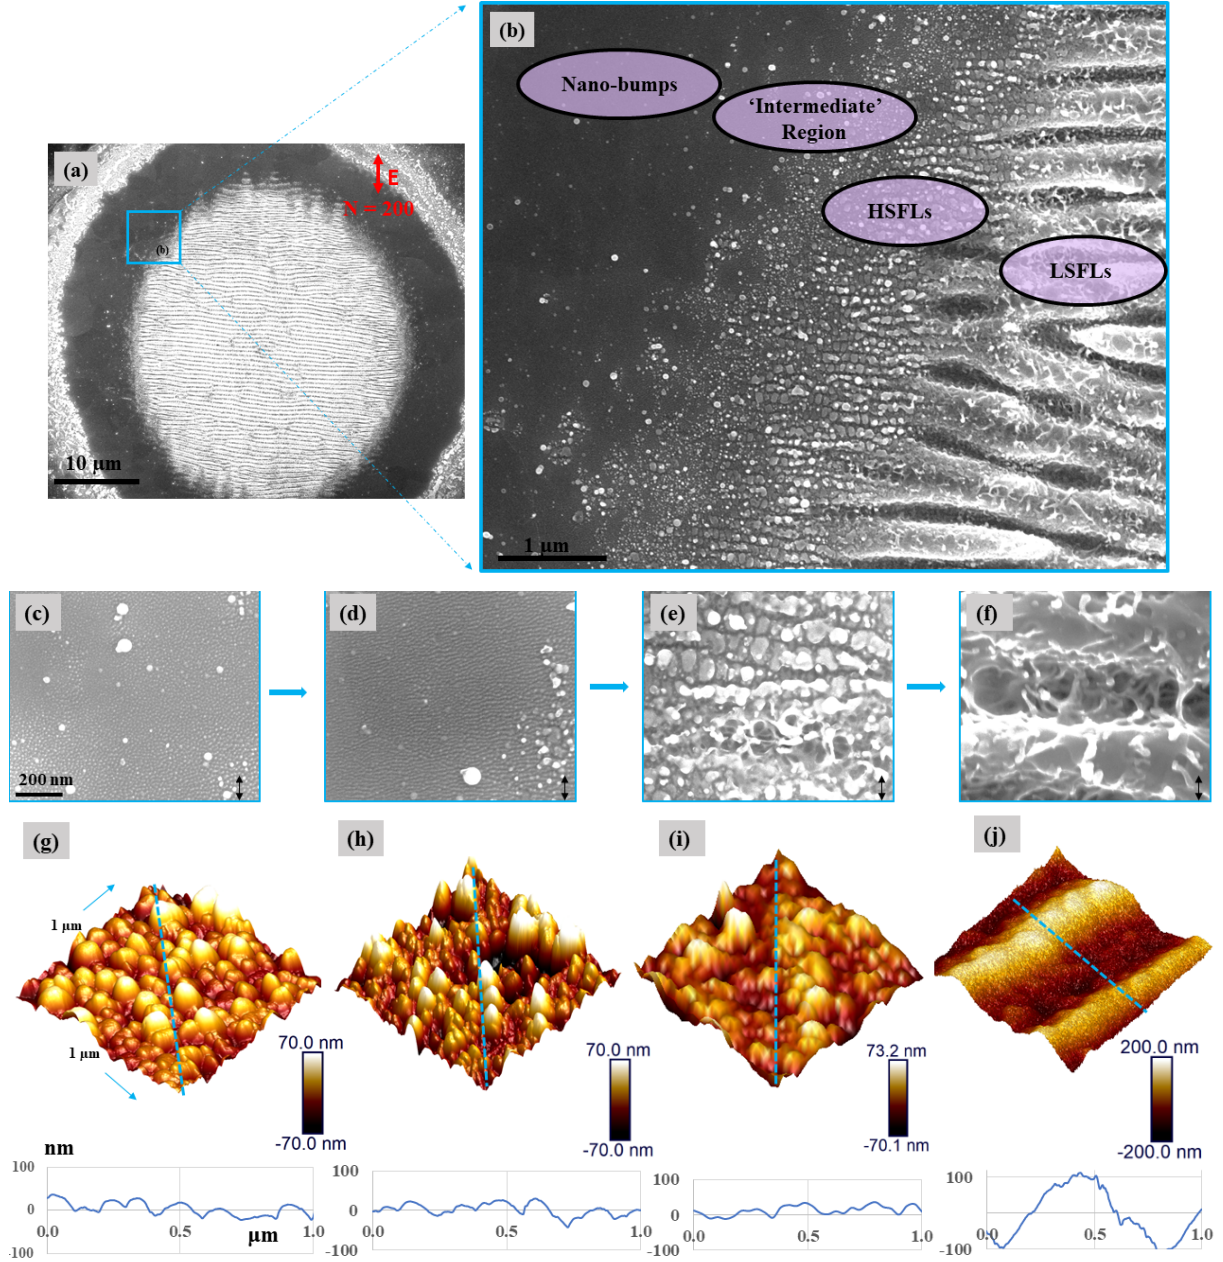 (a)
E
N = 200
(b)
10 µm
(b)
Nano-bumps
‘Intermediate’
Region
HSFLs
LSFLs
1 µm
(c)
200 nm
(d)
(e)
(f)
(g)
1 µm
1 µm
70.0 nm
-70.0 nm
(h)
70.0 nm
-70.0 nm
(i)
73.2 nm
-70.1 nm
(j)
200.0 nm
-200.0 nm
nm
100
0
-100
0.0
0.5
1.0
µm
100
0
-100
0.0
0.5
1.0
100
0
-100
0.0
0.5
1.0
100
0
-100
0.0
0.5
1.0